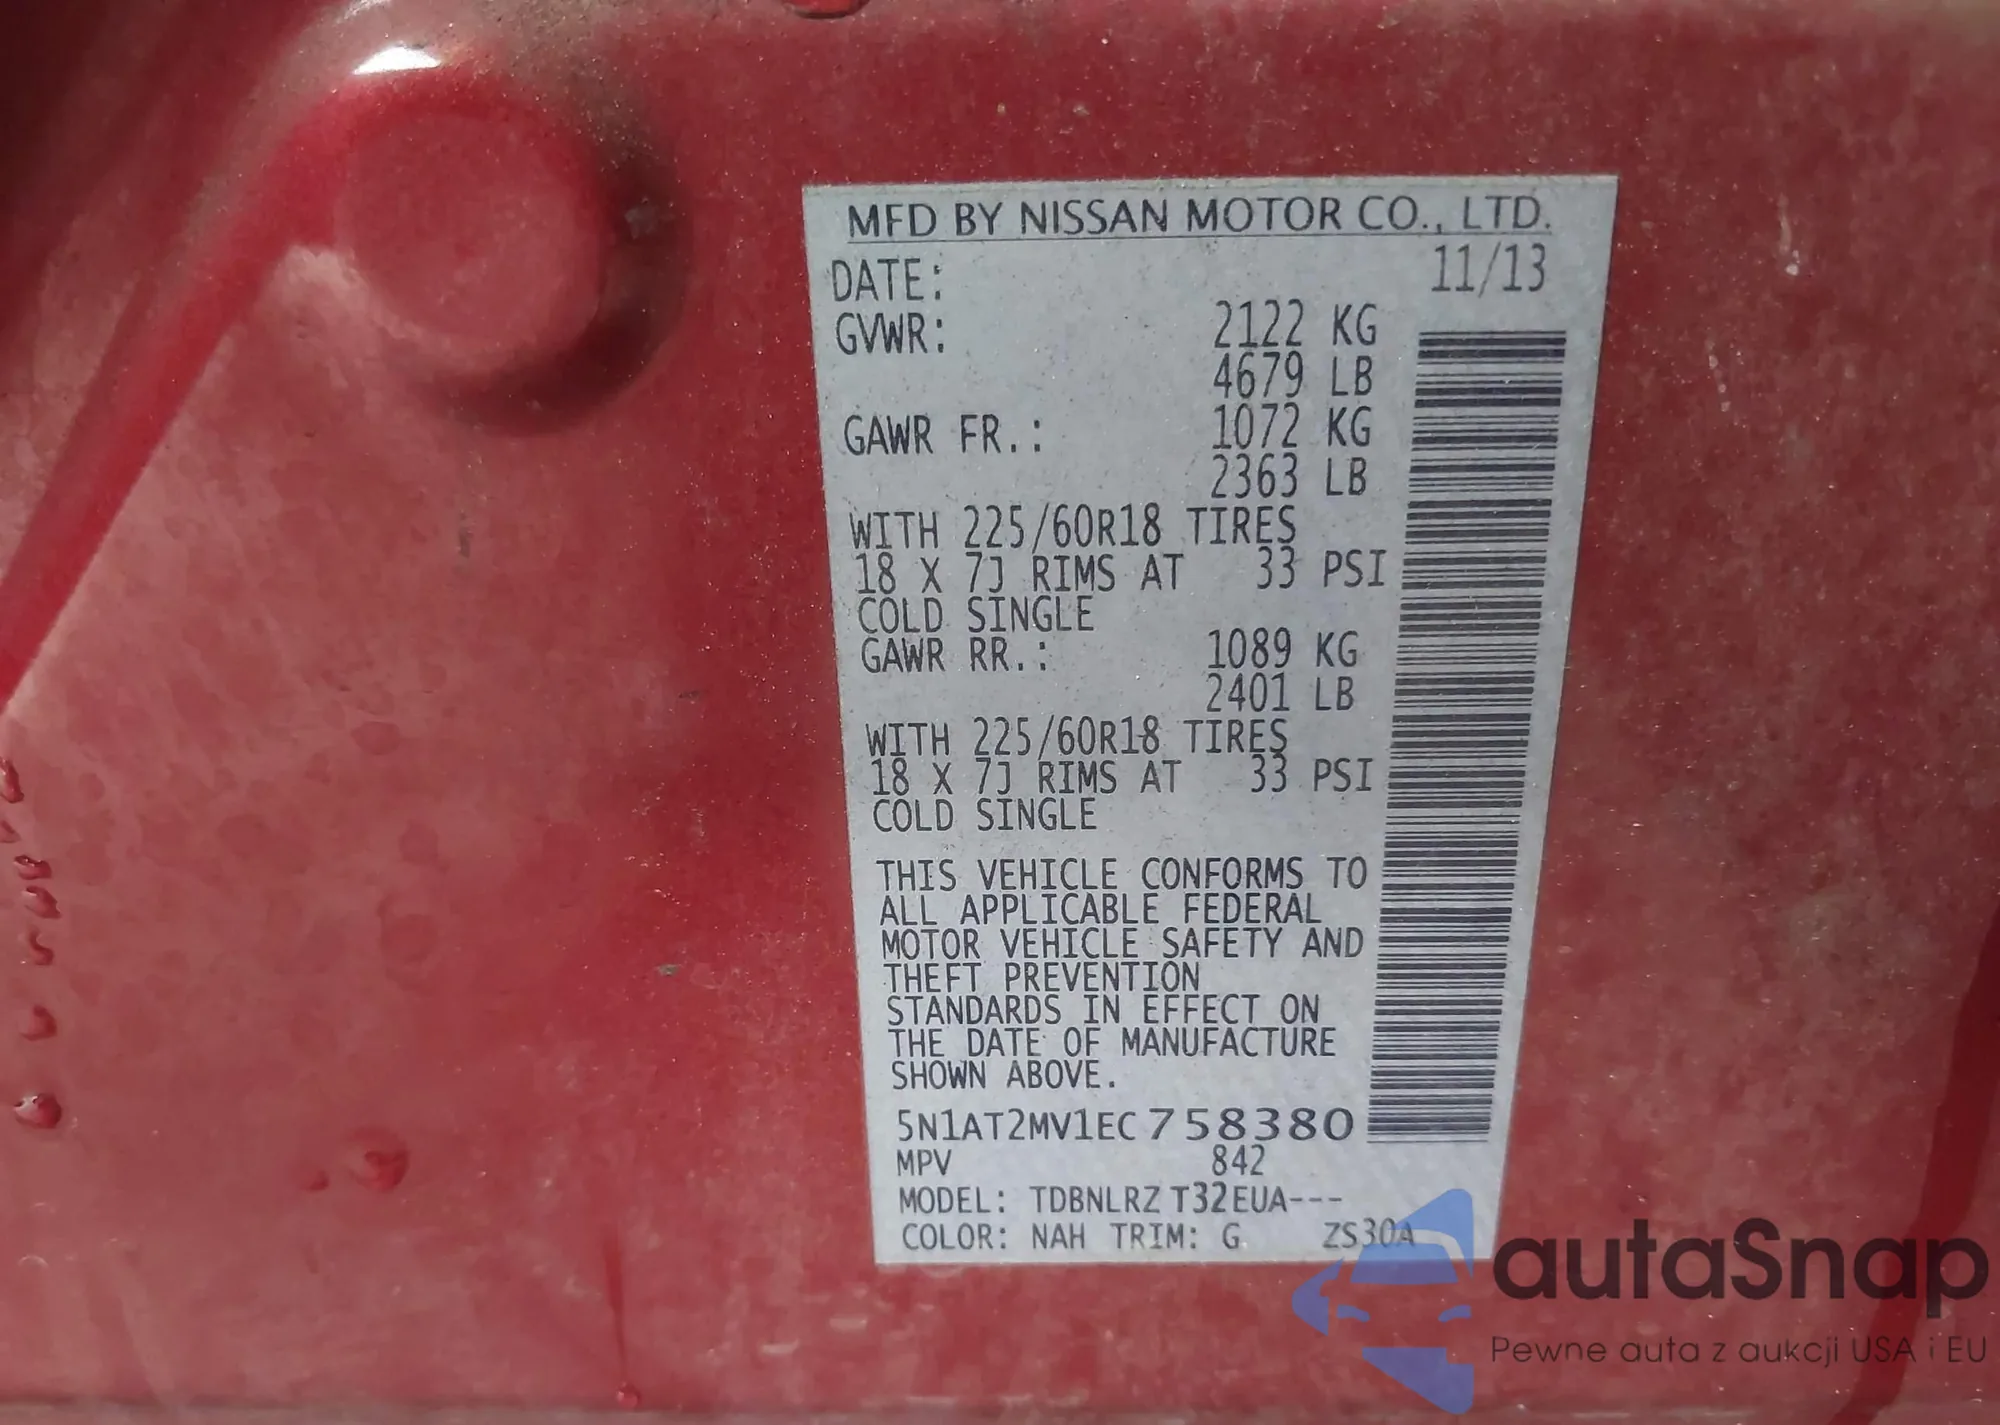 MFD BY NISSAN MOTOR CO., LTD.
DATE: 11/13
GVWR: 2122 KG
4679 LB
GAWR FR.: 1072 KG
2363 LB
WITH 225/60R18 TIRES
18 X 7J RIMS AT 33 PSI
COLD SINGLE
GAWR RR.: 1089 KG
2401 LB
WITH 225/60R18 TIRES
18 X 7J RIMS AT 33 PSI
COLD SINGLE
THIS VEHICLE CONFORMS TO
ALL APPLICABLE FEDERAL
MOTOR VEHICLE SAFETY AND
THEFT PREVENTION
STANDARDS IN EFFECT ON
THE DATE OF MANUFACTURE
SHOWN ABOVE.
5N1AT2MV1EC758380
MPV 842
MODEL: TDBNLRZ T32EUA---
COLOR: NAH TRIM: G ZS30A
autaSnap
Pewne auta z aukcji USA i EU